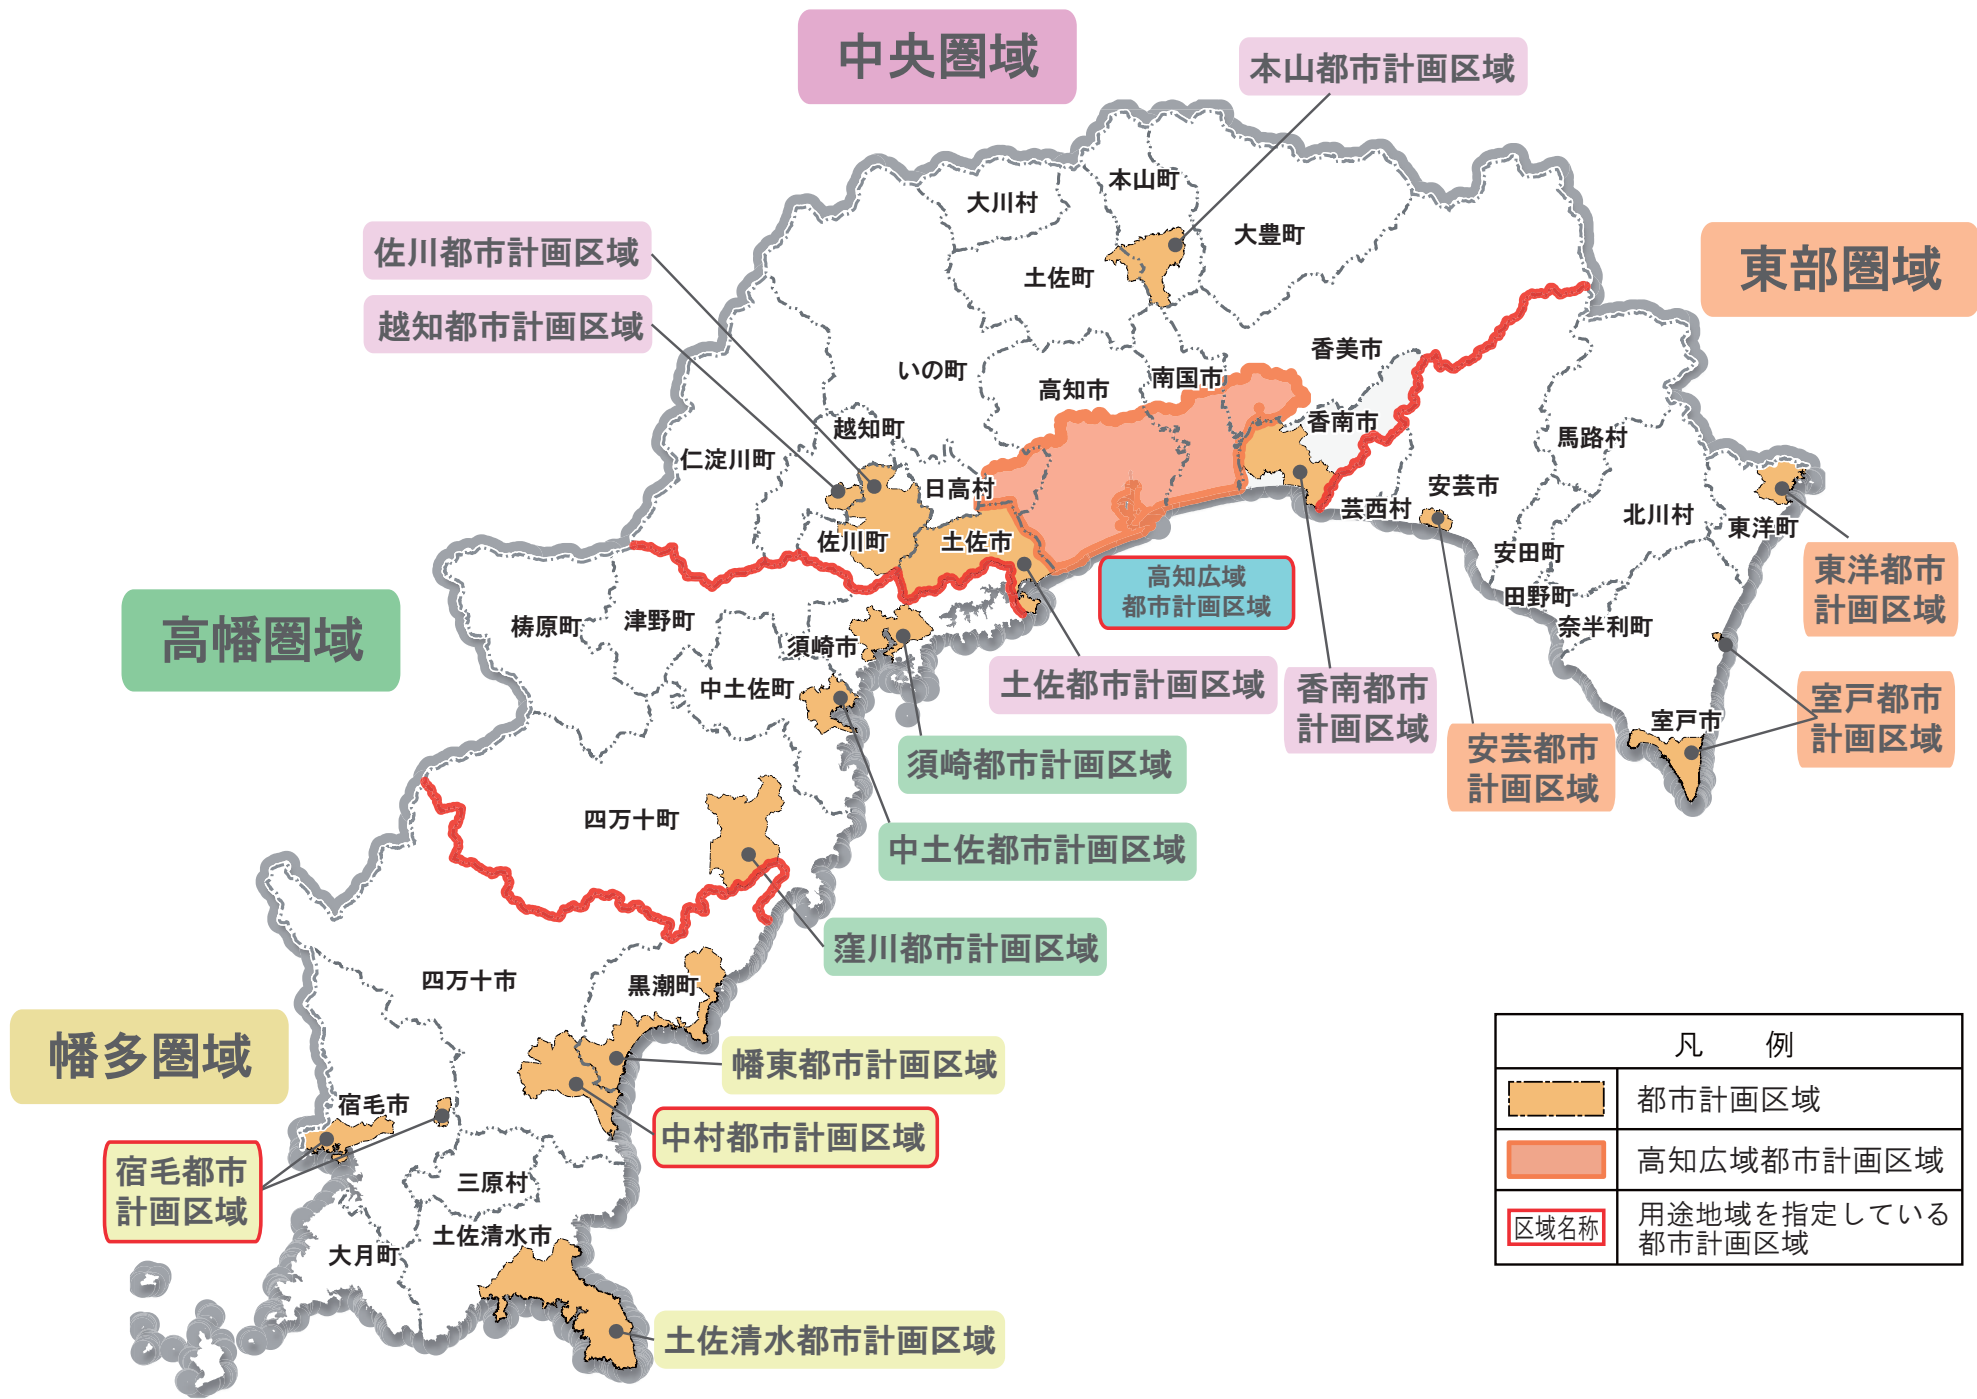 中央圏域
本山都市計画区域
本山町
大川村
大豊町
佐川都市計画区域
土佐町
東部圏域
越知都市計画区域
香美市
いの町
高知市
南国市
越知町
香南市
馬路村
仁淀川町
日高村
安芸市
芸西村
北川村
東洋町
佐川町
土佐市
安田町
高知広域
都市計画区域
東洋都市
計画区域
田野町
高幡圏域
梼原町
津野町
須崎市
奈半利町
中土佐町
土佐都市計画区域
香南都市
計画区域
室戸市
室戸都市
計画区域
安芸都市
計画区域
須崎都市計画区域
四万十町
中土佐都市計画区域
窪川都市計画区域
四万十市
黒潮町
幡多圏域
幡東都市計画区域
宿毛市
中村都市計画区域
宿毛都市
計画区域
三原村
土佐清水市
大月町
土佐清水都市計画区域
凡 例
都市計画区域
高知広域都市計画区域
区域名称
用途地域を指定している
都市計画区域